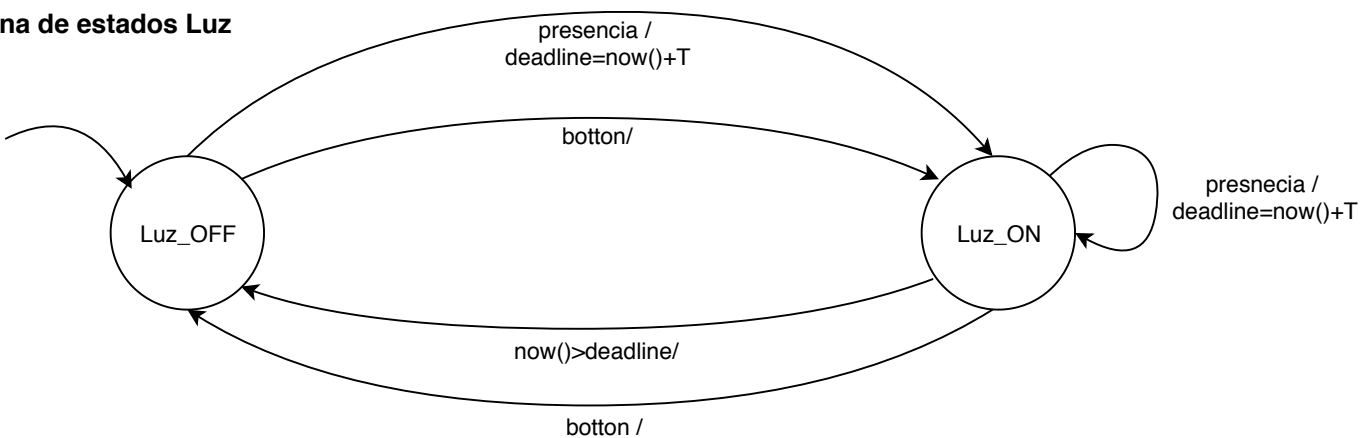 na de estados Luz
presencia /
deadline=now()+T
botton/
presnecia /
deadline=now()+T
Luz_OFF
Luz_ON
now()>deadline/
botton /